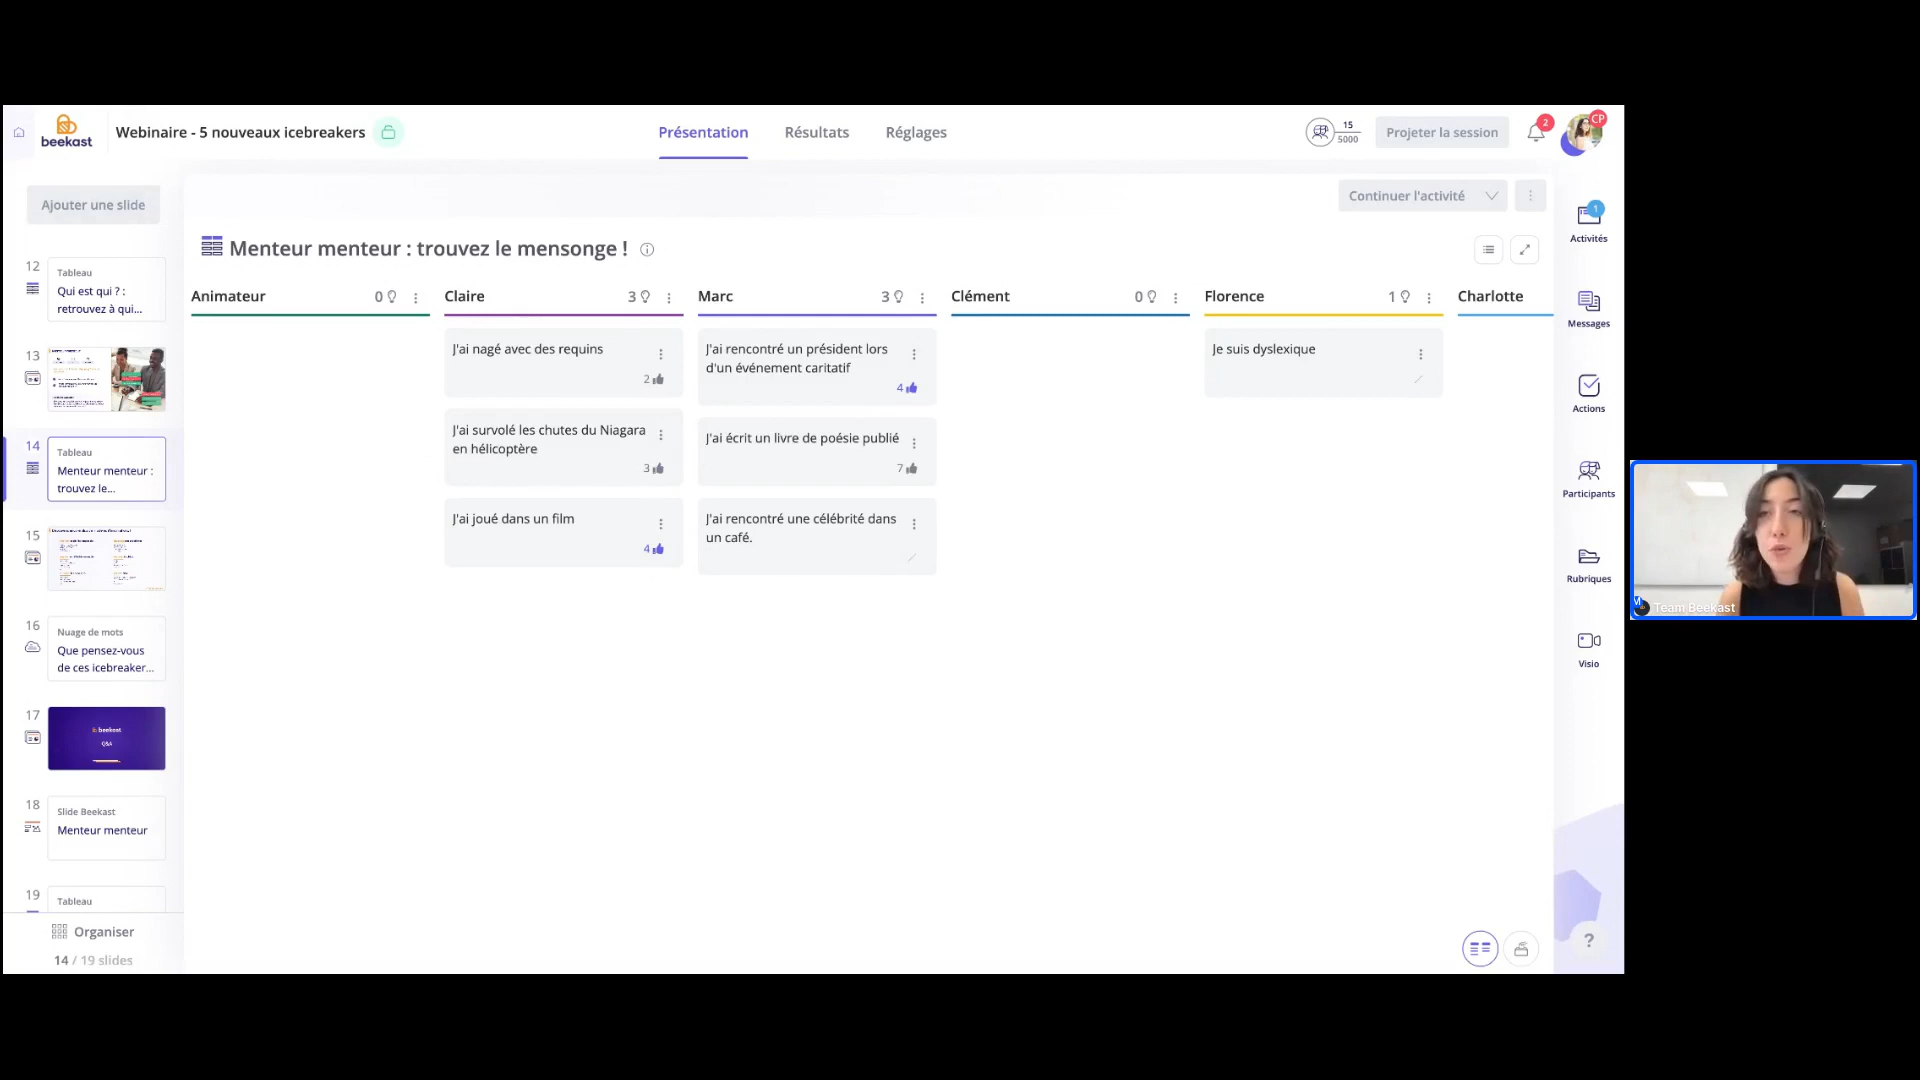 beekast
Webinaire - 5 nouveaux icebreakers
Présentation
Résultats
Réglages
15
5000
Projeter la session
2
CP
Ajouter une slide
12
Tableau
Qui est qui ? :
retrouvez à qui...
13
14
Tableau
Menteur menteur :
trouvez le...
15
16
Nuage de mots
Que pensez-vous
de ces icebreaker...
17
beekast
Q&A
18
Slide Beekast
Menteur menteur
19
Tableau
Organiser
14 / 19 slides
Continuer l'activité
Menteur menteur : trouvez le mensonge !
Animateur
0
Claire
3
J'ai nagé avec des requins
2
J'ai survolé les chutes du Niagara
en hélicoptère
3
J'ai joué dans un film
4
Marc
3
J'ai rencontré un président lors
d'un événement caritatif
4
J'ai écrit un livre de poésie publié
7
J'ai rencontré une célébrité dans
un café.
Clément
0
Florence
1
Je suis dyslexique
Charlotte
1
Activités
Messages
Actions
Participants
Rubriques
Visio
?
Team Beekast